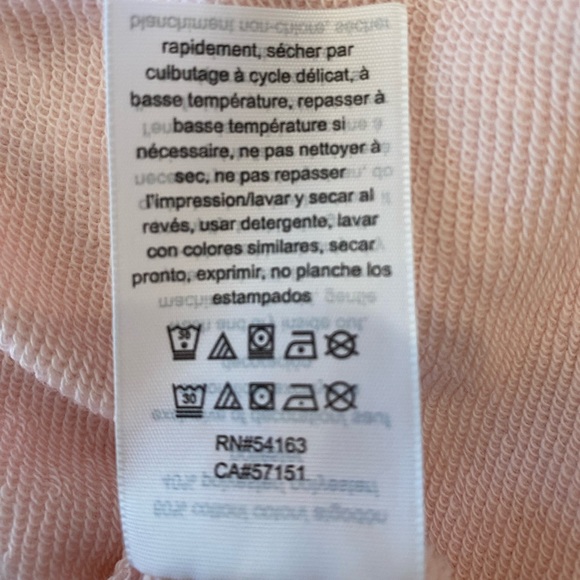 rapidement, sécher par
culbutage à cycle délicat, à
basse température, repasser à
basse température si
nécessaire, ne pas nettoyer à
sec, ne pas repasser
l'impression/lavar y secar al
revés, usar detergente, lavar
con colores similares, secar
pronto, exprimir, no planche los
estampados
30
30
RN#54163
CA#57151